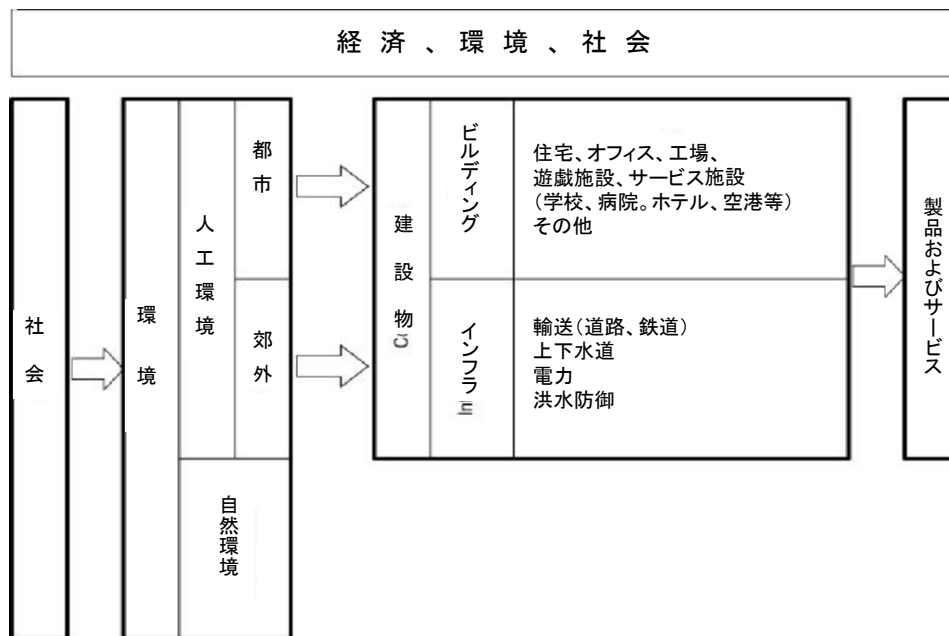 経済、環境、社会
社会
環境
人工環境
都市
郊外
自然環境
建設物
Co
ビルディング
住宅、オフィス、工場、
遊戯施設、サービス施設
(学校、病院。ホテル、空港等)
その他
インフラ
In
輸送(道路、鉄道)
上下水道
電力
洪水防御
製品およびサービス